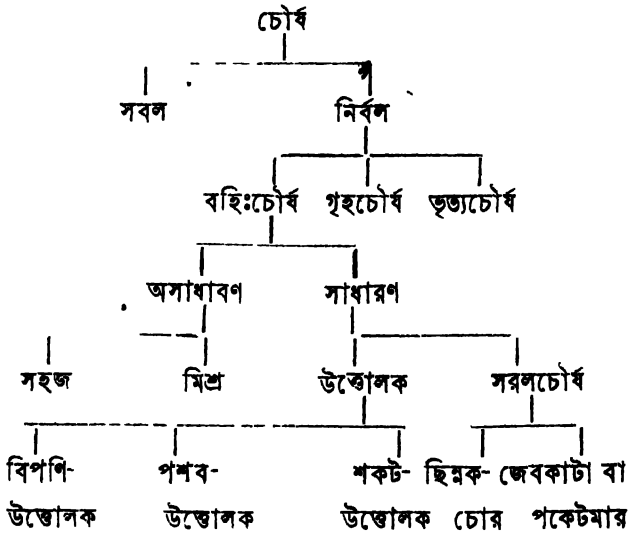 চৌর্য
সবল নির্বল
বহিঃচৌর্য গৃহচৌর্য ভৃত্যচৌর্য
অসাধাবণ সাধারণ
সহজ মিশ্র উত্তোলক সরলচৌর্য
বিপণি- পশব- শকট- ছিন্নক- জেবকাটা বা
উত্তোলক উত্তোলক উত্তোলক চোর পকেটমার